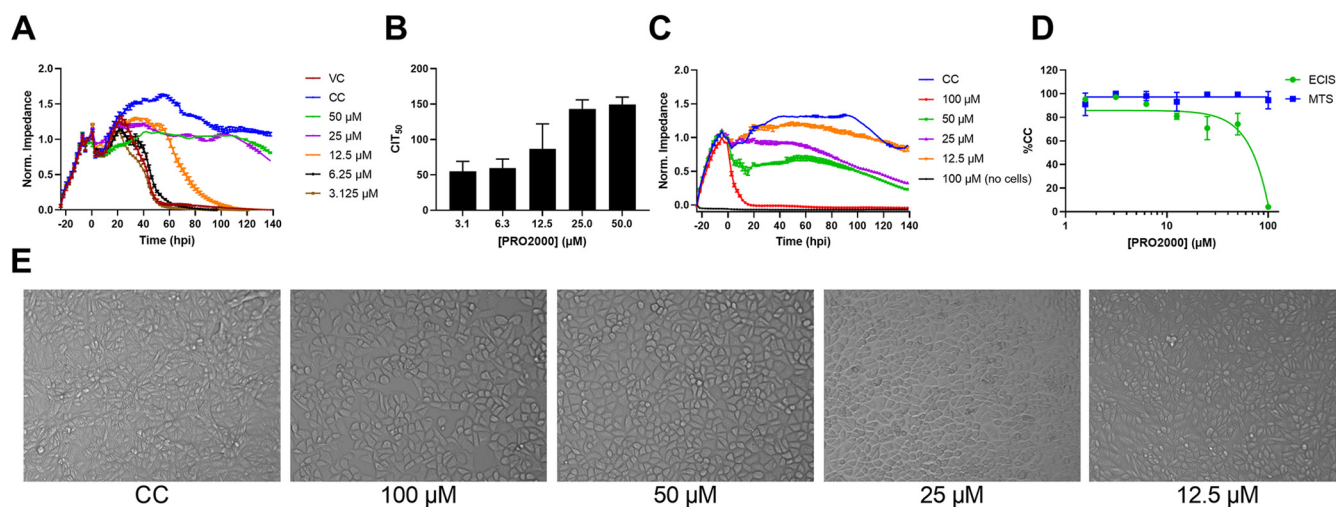 A
2.0
1.5
1.0
0.5
0.0
Norm. Impedance
-20
0
20
40
60
80
100
120
140
Time (hpi)
VC
CC
50 µM
25 µM
12.5 µM
6.25 µM
3.125 µM
B
200
150
100
50
0
CIT50
3.1
6.3
12.5
25.0
50.0
[PRO2000] (µM)
C
2.0
1.5
1.0
0.5
0.0
Norm. Impedance
-20
0
20
40
60
80
100
120
140
Time (hpi)
CC
100 µM
50 µM
25 µM
12.5 µM
100 µM (no cells)
D
120
100
80
60
40
20
0
%CC
10
100
[PRO2000] (µM)
ECIS
MTS
E
CC
100 µM
50 µM
25 µM
12.5 µM